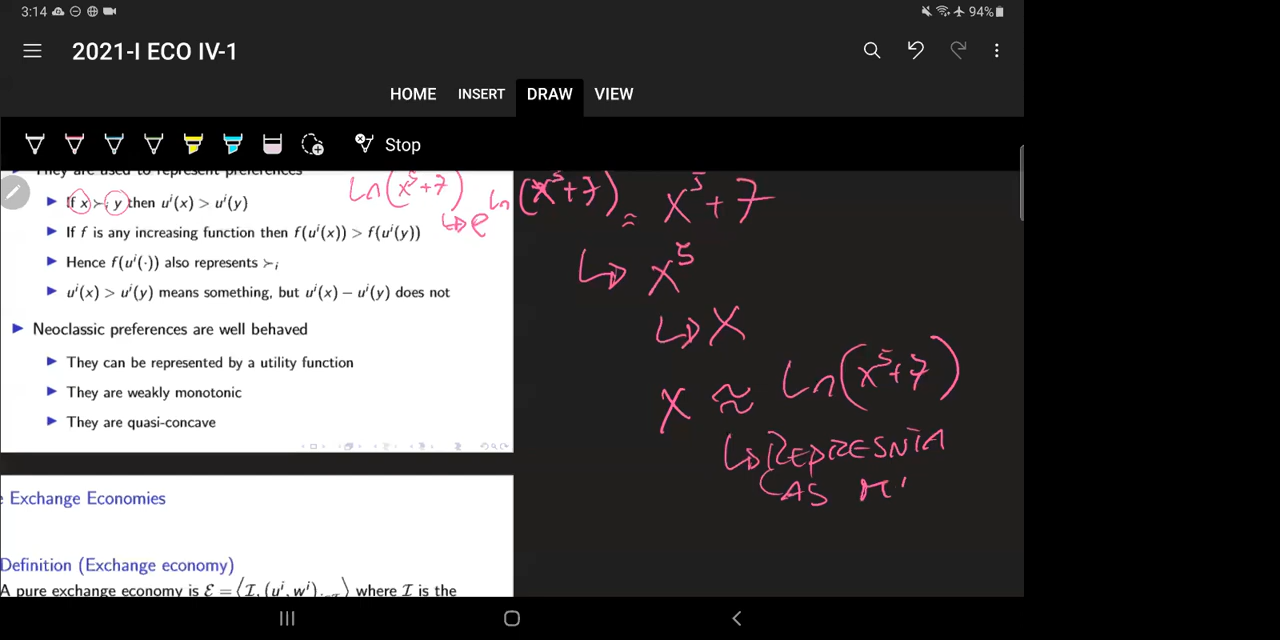 3:14
94%
2021-I ECO IV-1
HOME INSERT DRAW VIEW
Stop
They are used to represent preferences
If x ≻i y then uⁱ(x) > uⁱ(y)
If f is any increasing function then f(uⁱ(x)) > f(uⁱ(y))
Hence f(uⁱ(·)) also represents ≻i
uⁱ(x) > uⁱ(y) means something, but uⁱ(x) − uⁱ(y) does not
Neoclassic preferences are well behaved
They can be represented by a utility function
They are weakly monotonic
They are quasi-concave
Exchange Economies
Definition (Exchange economy)
A pure exchange economy is ℰ = ⟨ℐ, (uⁱ, wⁱ)ᵢ∈ℐ⟩ where ℐ is the
Ln(x⁵+7)
↳ e^Ln(x⁵+7) = x⁵+7
↳ x⁵
↳ x
x ≈ Ln(x⁵+7)
↳ REPRESNTA